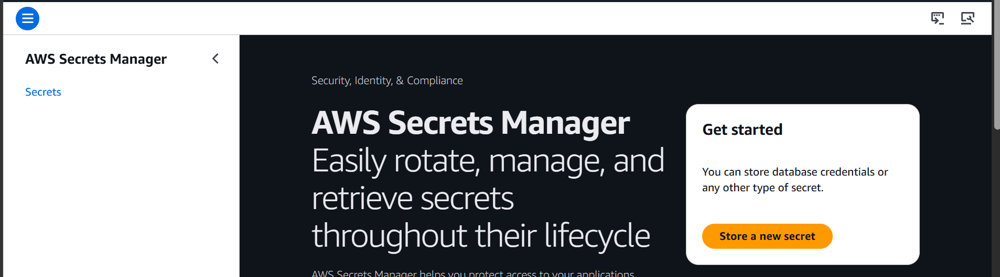 AWS Secrets Manager
Secrets
Security, Identity, & Compliance
AWS Secrets Manager
Easily rotate, manage, and
retrieve secrets
throughout their lifecycle
AWS Secrets Manager helps you protect access to your applications,
Get started
You can store database credentials or
any other type of secret.
Store a new secret